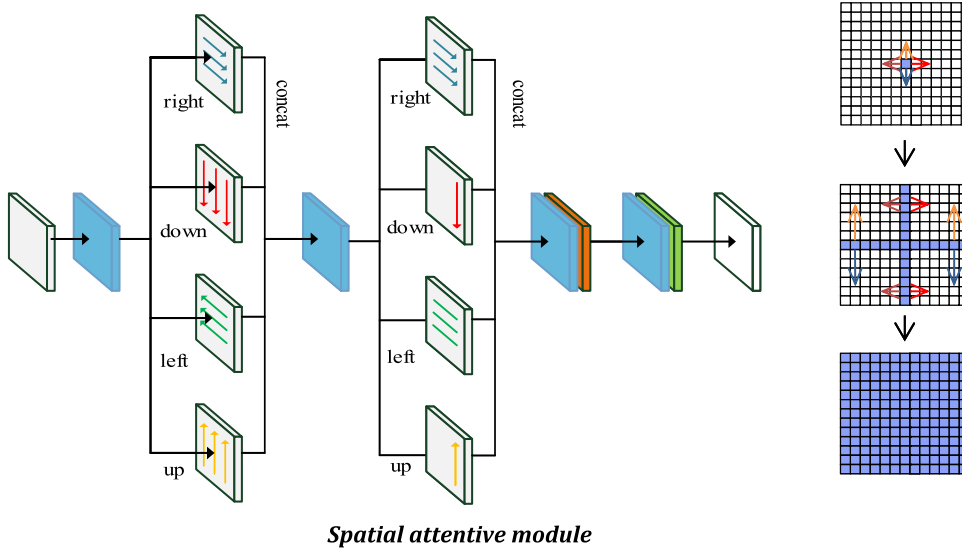 right
concat
down
left
up
right
concat
down
left
up
Spatial attentive module